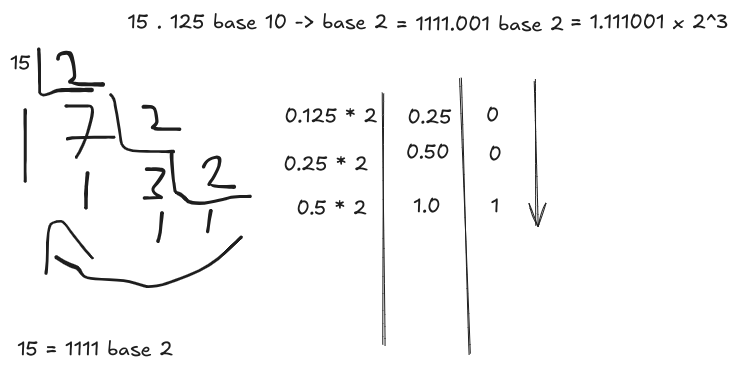 15 . 125 base 10 -> base 2 = 1111.001 base 2 = 1.111001 x 2^3
15 2
1 7 2
1 3 2
1 1
0.125 * 2 0.25 0
0.25 * 2 0.50 0
0.5 * 2 1.0 1
15 = 1111 base 2